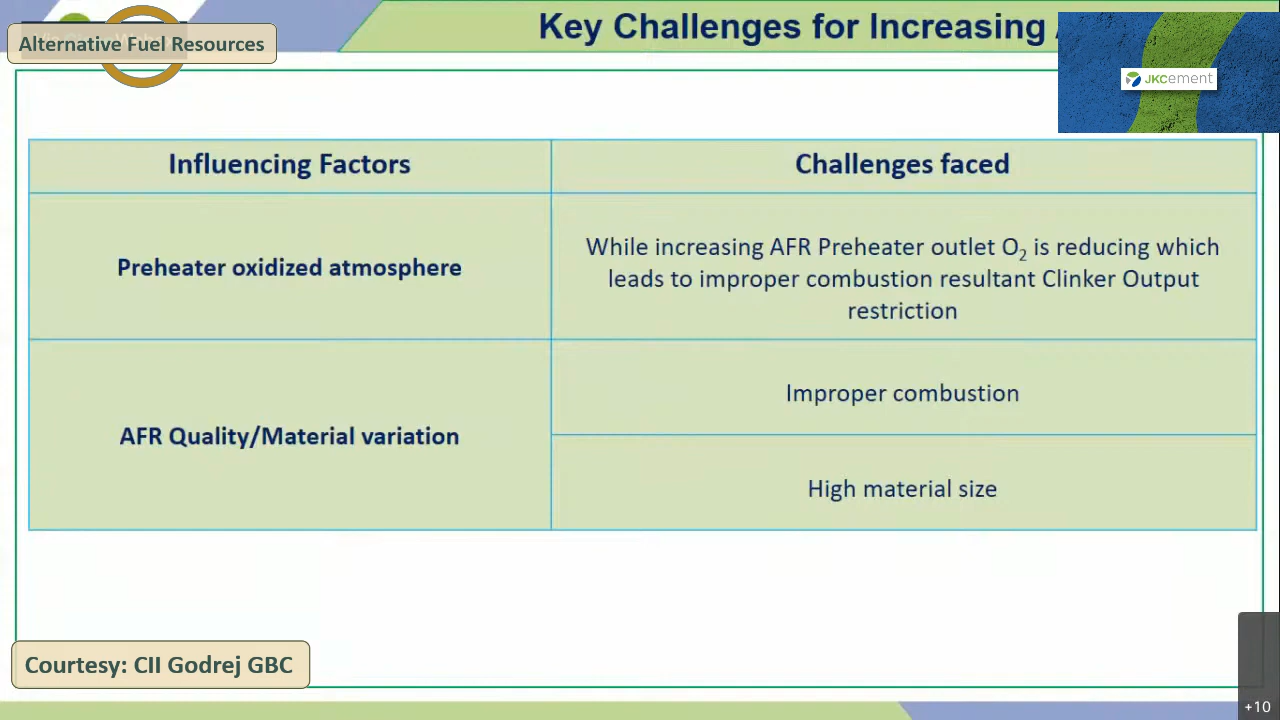 Alternative Fuel Resources
Key Challenges for Increasing
JKCement
Influencing Factors
Challenges faced
Preheater oxidized atmosphere
While increasing AFR Preheater outlet O₂ is reducing which
leads to improper combustion resultant Clinker Output
restriction
AFR Quality/Material variation
Improper combustion
High material size
Courtesy: CII Godrej GBC
+10